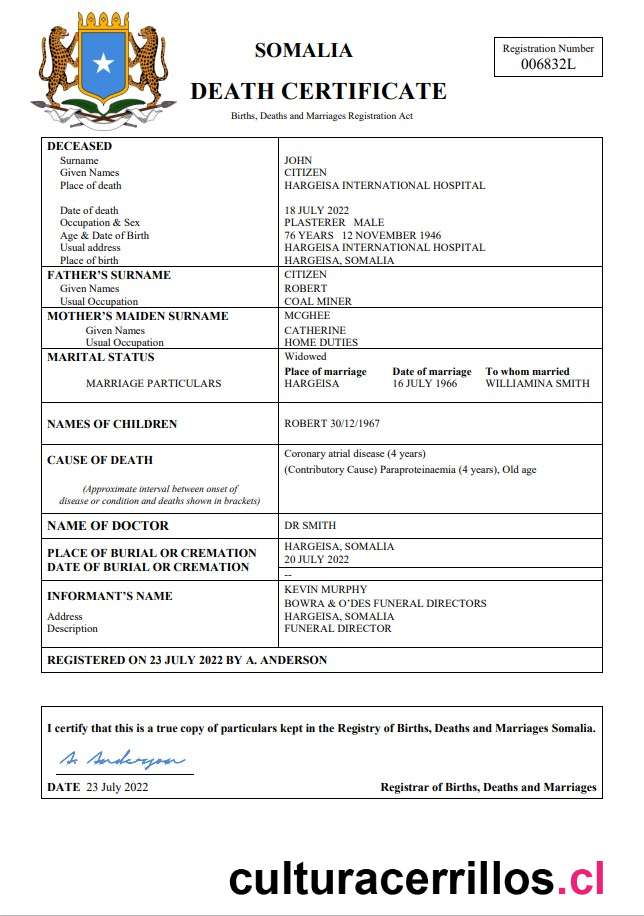 SOMALIA
Registration Number
006832L
DEATH CERTIFICATE
Births, Deaths and Marriages Registration Act
DECEASED
Surname JOHN
Given Names CITIZEN
Place of death HARGEISA INTERNATIONAL HOSPITAL
Date of death 18 JULY 2022
Occupation & Sex PLASTERER MALE
Age & Date of Birth 76 YEARS 12 NOVEMBER 1946
Usual address HARGEISA INTERNATIONAL HOSPITAL
Place of birth HARGEISA, SOMALIA
FATHER'S SURNAME CITIZEN
Given Names ROBERT
Usual Occupation COAL MINER
MOTHER'S MAIDEN SURNAME MCGHEE
Given Names CATHERINE
Usual Occupation HOME DUTIES
MARITAL STATUS Widowed
Place of marriage Date of marriage To whom married
MARRIAGE PARTICULARS HARGEISA 16 JULY 1966 WILLIAMINA SMITH
NAMES OF CHILDREN ROBERT 30/12/1967
CAUSE OF DEATH Coronary atrial disease (4 years)
(Contributory Cause) Paraproteinaemia (4 years), Old age
(Approximate interval between onset of
disease or condition and deaths shown in brackets)
NAME OF DOCTOR DR SMITH
PLACE OF BURIAL OR CREMATION HARGEISA, SOMALIA
DATE OF BURIAL OR CREMATION 20 JULY 2022
--
INFORMANT'S NAME KEVIN MURPHY
BOWRA & O'DES FUNERAL DIRECTORS
Address HARGEISA, SOMALIA
Description FUNERAL DIRECTOR
REGISTERED ON 23 JULY 2022 BY A. ANDERSON
I certify that this is a true copy of particulars kept in the Registry of Births, Deaths and Marriages Somalia.
A. Anderson
DATE 23 July 2022 Registrar of Births, Deaths and Marriages
culturacerrillos.cl